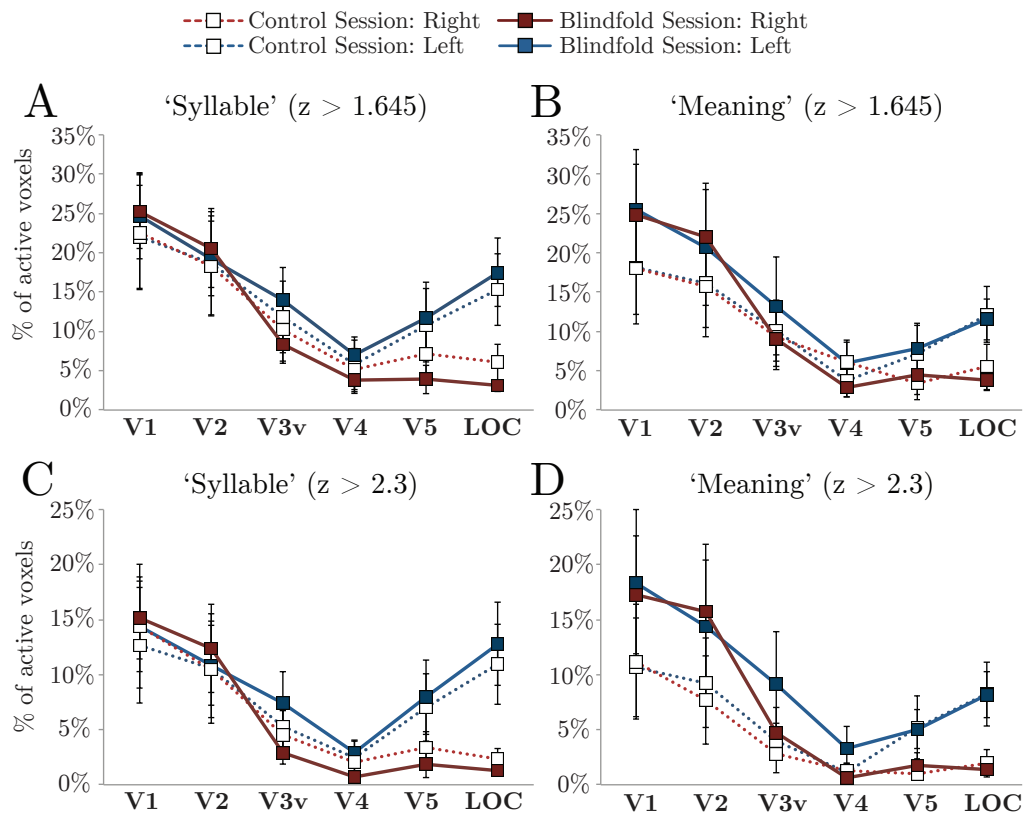 Control Session: Right Blindfold Session: Right
Control Session: Left Blindfold Session: Left
A ‘Syllable’ (z > 1.645)
% of active voxels
35%
30%
25%
20%
15%
10%
5%
0%
V1 V2 V3v V4 V5 LOC
B ‘Meaning’ (z > 1.645)
35%
30%
25%
20%
15%
10%
5%
0%
V1 V2 V3v V4 V5 LOC
C ‘Syllable’ (z > 2.3)
% of active voxels
25%
20%
15%
10%
5%
0%
V1 V2 V3v V4 V5 LOC
D ‘Meaning’ (z > 2.3)
25%
20%
15%
10%
5%
0%
V1 V2 V3v V4 V5 LOC